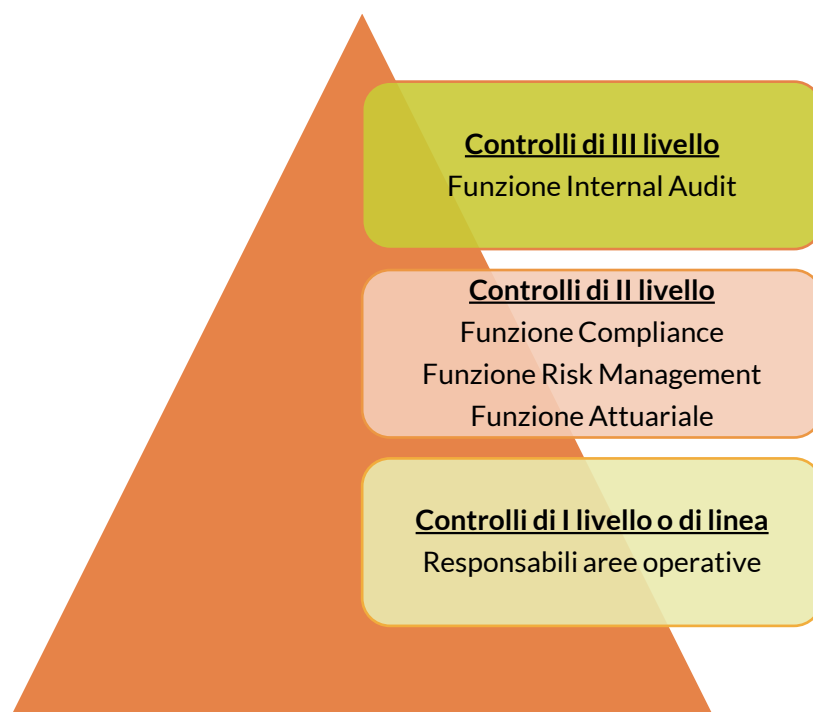 Controlli di III livello
Funzione Internal Audit
Controlli di II livello
Funzione Compliance
Funzione Risk Management
Funzione Attuariale
Controlli di I livello o di linea
Responsabili aree operative